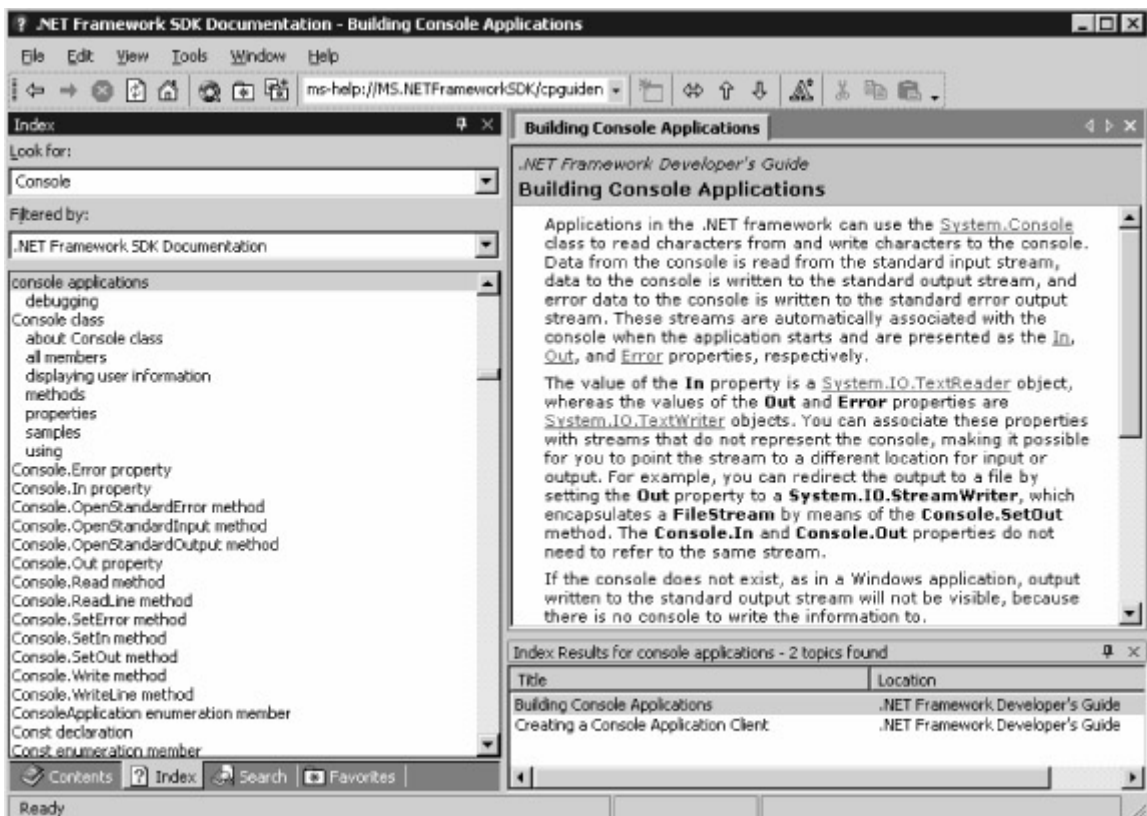 .NET Framework SDK Documentation - Building Console Applications
File Edit View Tools Window Help
ms-help://MS.NETFrameworkSDK/cpguiden
Index
Look for:
Console
Filtered by:
.NET Framework SDK Documentation
console applications
debugging
Console class
about Console class
all members
displaying user information
methods
properties
samples
using
Console.Error property
Console.In property
Console.OpenStandardError method
Console.OpenStandardInput method
Console.OpenStandardOutput method
Console.Out property
Console.Read method
Console.ReadLine method
Console.SetError method
Console.SetIn method
Console.SetOut method
Console.Write method
Console.WriteLine method
ConsoleApplication enumeration member
Const declaration
Const enumeration member
Contents Index Search Favorites
Building Console Applications
.NET Framework Developer's Guide
Building Console Applications
Applications in the .NET framework can use the System.Console
class to read characters from and write characters to the console.
Data from the console is read from the standard input stream,
data to the console is written to the standard output stream, and
error data to the console is written to the standard error output
stream. These streams are automatically associated with the
console when the application starts and are presented as the In,
Out, and Error properties, respectively.
The value of the In property is a System.IO.TextReader object,
whereas the values of the Out and Error properties are
System.IO.TextWriter objects. You can associate these properties
with streams that do not represent the console, making it possible
for you to point the stream to a different location for input or
output. For example, you can redirect the output to a file by
setting the Out property to a System.IO.StreamWriter, which
encapsulates a FileStream by means of the Console.SetOut
method. The Console.In and Console.Out properties do not
need to refer to the same stream.
If the console does not exist, as in a Windows application, output
written to the standard output stream will not be visible, because
there is no console to write the information to.
Index Results for console applications - 2 topics found
Title Location
Building Console Applications .NET Framework Developer's Guide
Creating a Console Application Client .NET Framework Developer's Guide
Ready